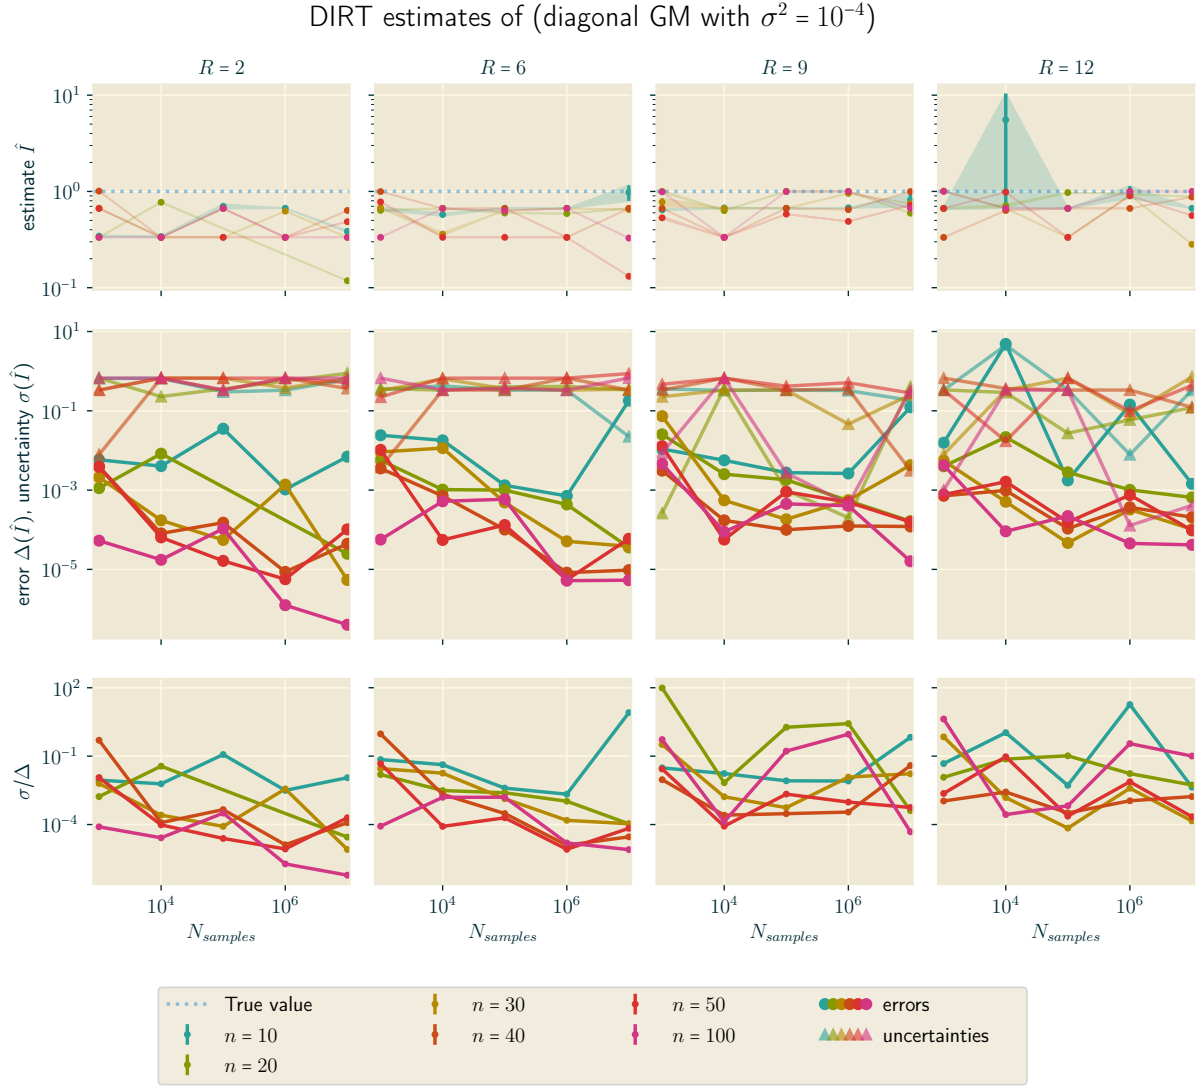 DIRT estimates of (diagonal GM with σ² = 10⁻⁴)
R = 2
R = 6
R = 9
R = 12
estimate Î
10¹
10⁰
10⁻¹
error Δ(Î), uncertainty σ(Î)
10¹
10⁻¹
10⁻³
10⁻⁵
σ/Δ
10²
10⁻¹
10⁻⁴
10⁴ 10⁶ 10⁴ 10⁶ 10⁴ 10⁶ 10⁴ 10⁶
N_samples N_samples N_samples N_samples
True value n = 30 n = 50 errors
n = 10 n = 40 n = 100 uncertainties
n = 20